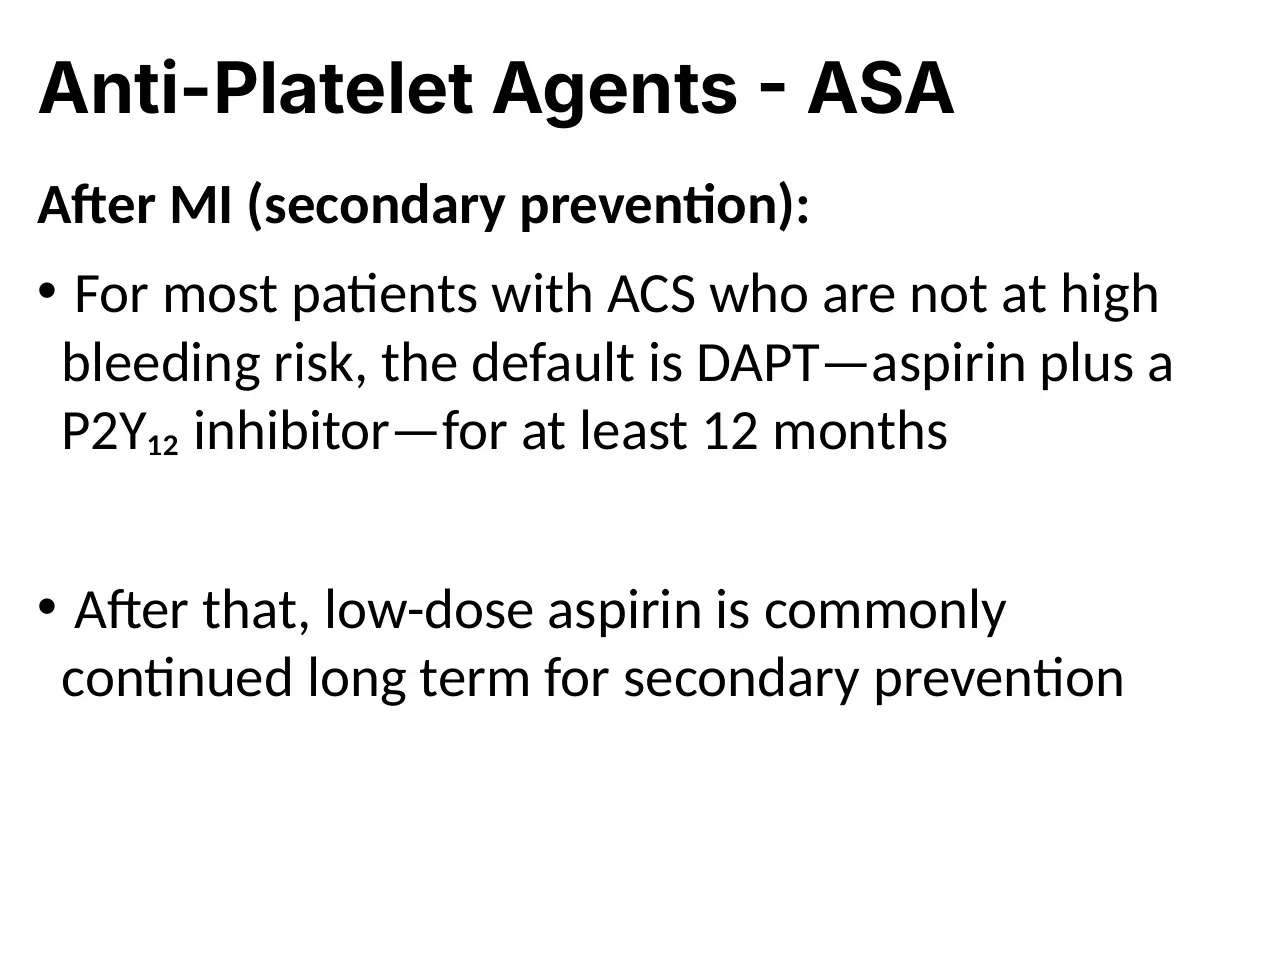 Anti-Platelet Agents - ASA
After MI (secondary prevention):
• For most patients with ACS who are not at high
bleeding risk, the default is DAPT—aspirin plus a
P2Y₁₂ inhibitor—for at least 12 months
• After that, low-dose aspirin is commonly
continued long term for secondary prevention